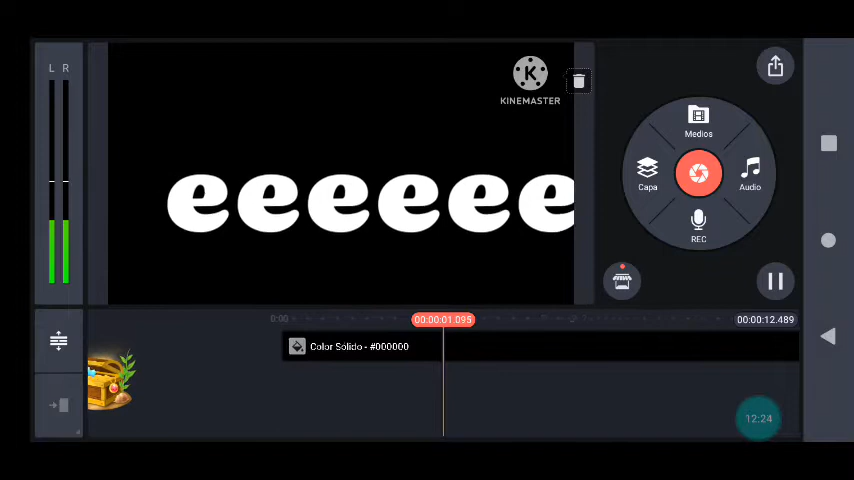 L R
KINEMASTER
eeeeee
Medios
Capa
Audio
REC
0:00
00:00:01.095
00:00:12.489
Color Sólido - #000000
12:24